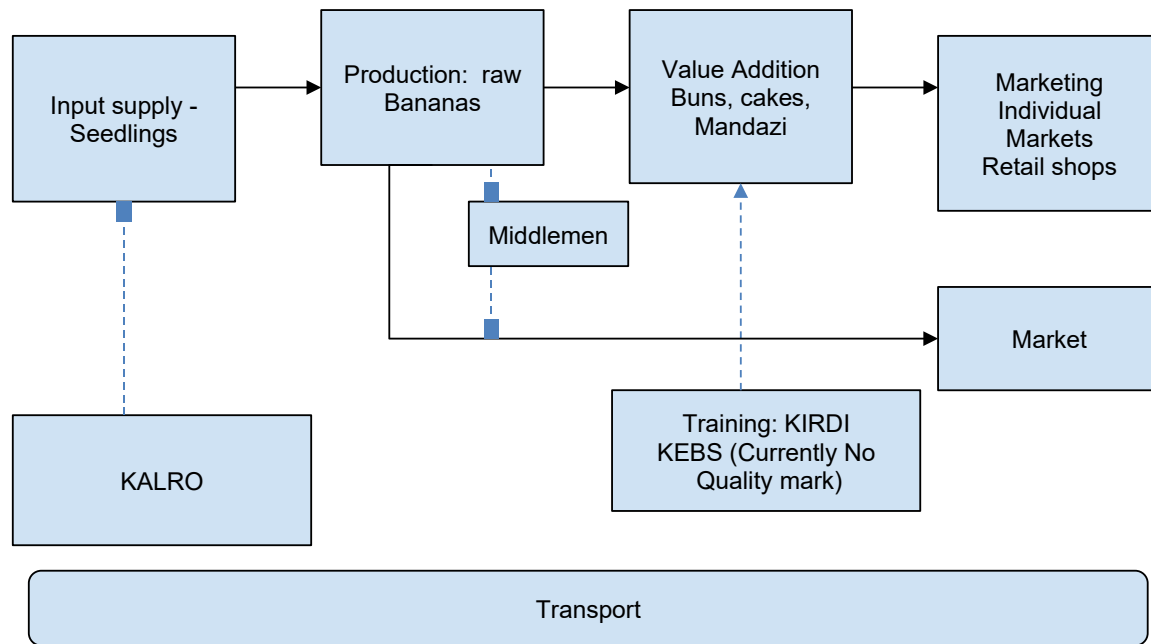 Input supply -
Seedlings
Production:  raw
Bananas
Value Addition
Buns, cakes,
Mandazi
Marketing
Individual
Markets
Retail shops
Middlemen
Market
KALRO
Training: KIRDI
KEBS (Currently No
Quality mark)
Transport